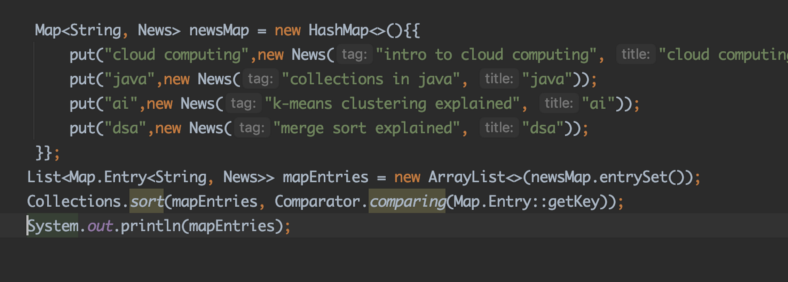 Map<String, News> newsMap = new HashMap<>(){{
put("cloud computing",new News( tag: "intro to cloud computing", title: "cloud computing
put("java",new News( tag: "collections in java", title: "java"));
put("ai",new News( tag: "k-means clustering explained", title: "ai"));
put("dsa",new News( tag: "merge sort explained", title: "dsa"));
}};
List<Map.Entry<String, News>> mapEntries = new ArrayList<>(newsMap.entrySet());
Collections.sort(mapEntries, Comparator.comparing(Map.Entry::getKey));
System.out.println(mapEntries);